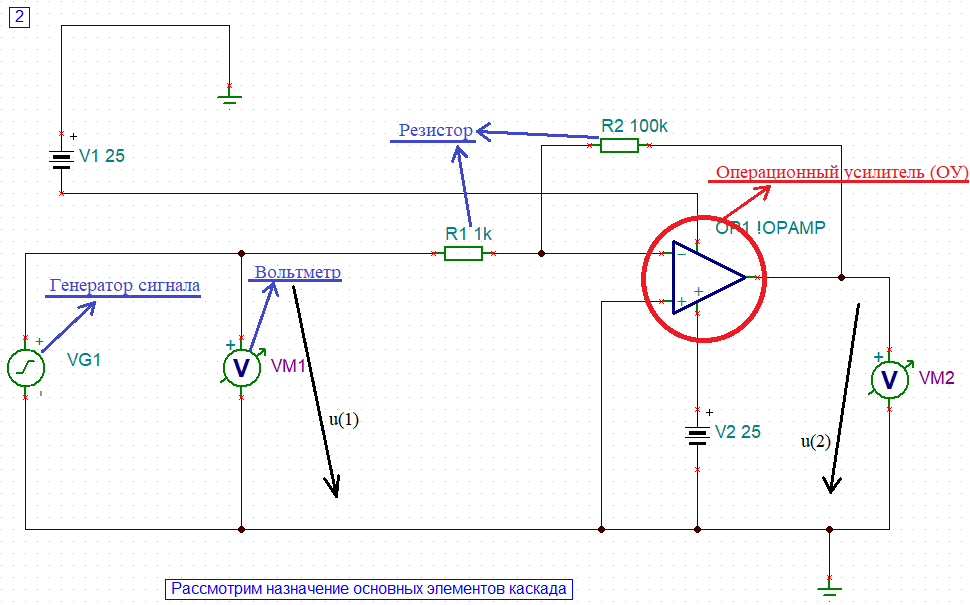 2
V1 25
Резистор
R2 100k
Операционный усилитель (ОУ)
OP1 !OPAMP
R1 1k
Генератор сигнала
Вольтметр
+
-
+
+
+
VG1
+
V
VM1
u(1)
+
V2 25
u(2)
+
V
VM2
Рассмотрим назначение основных элементов каскада